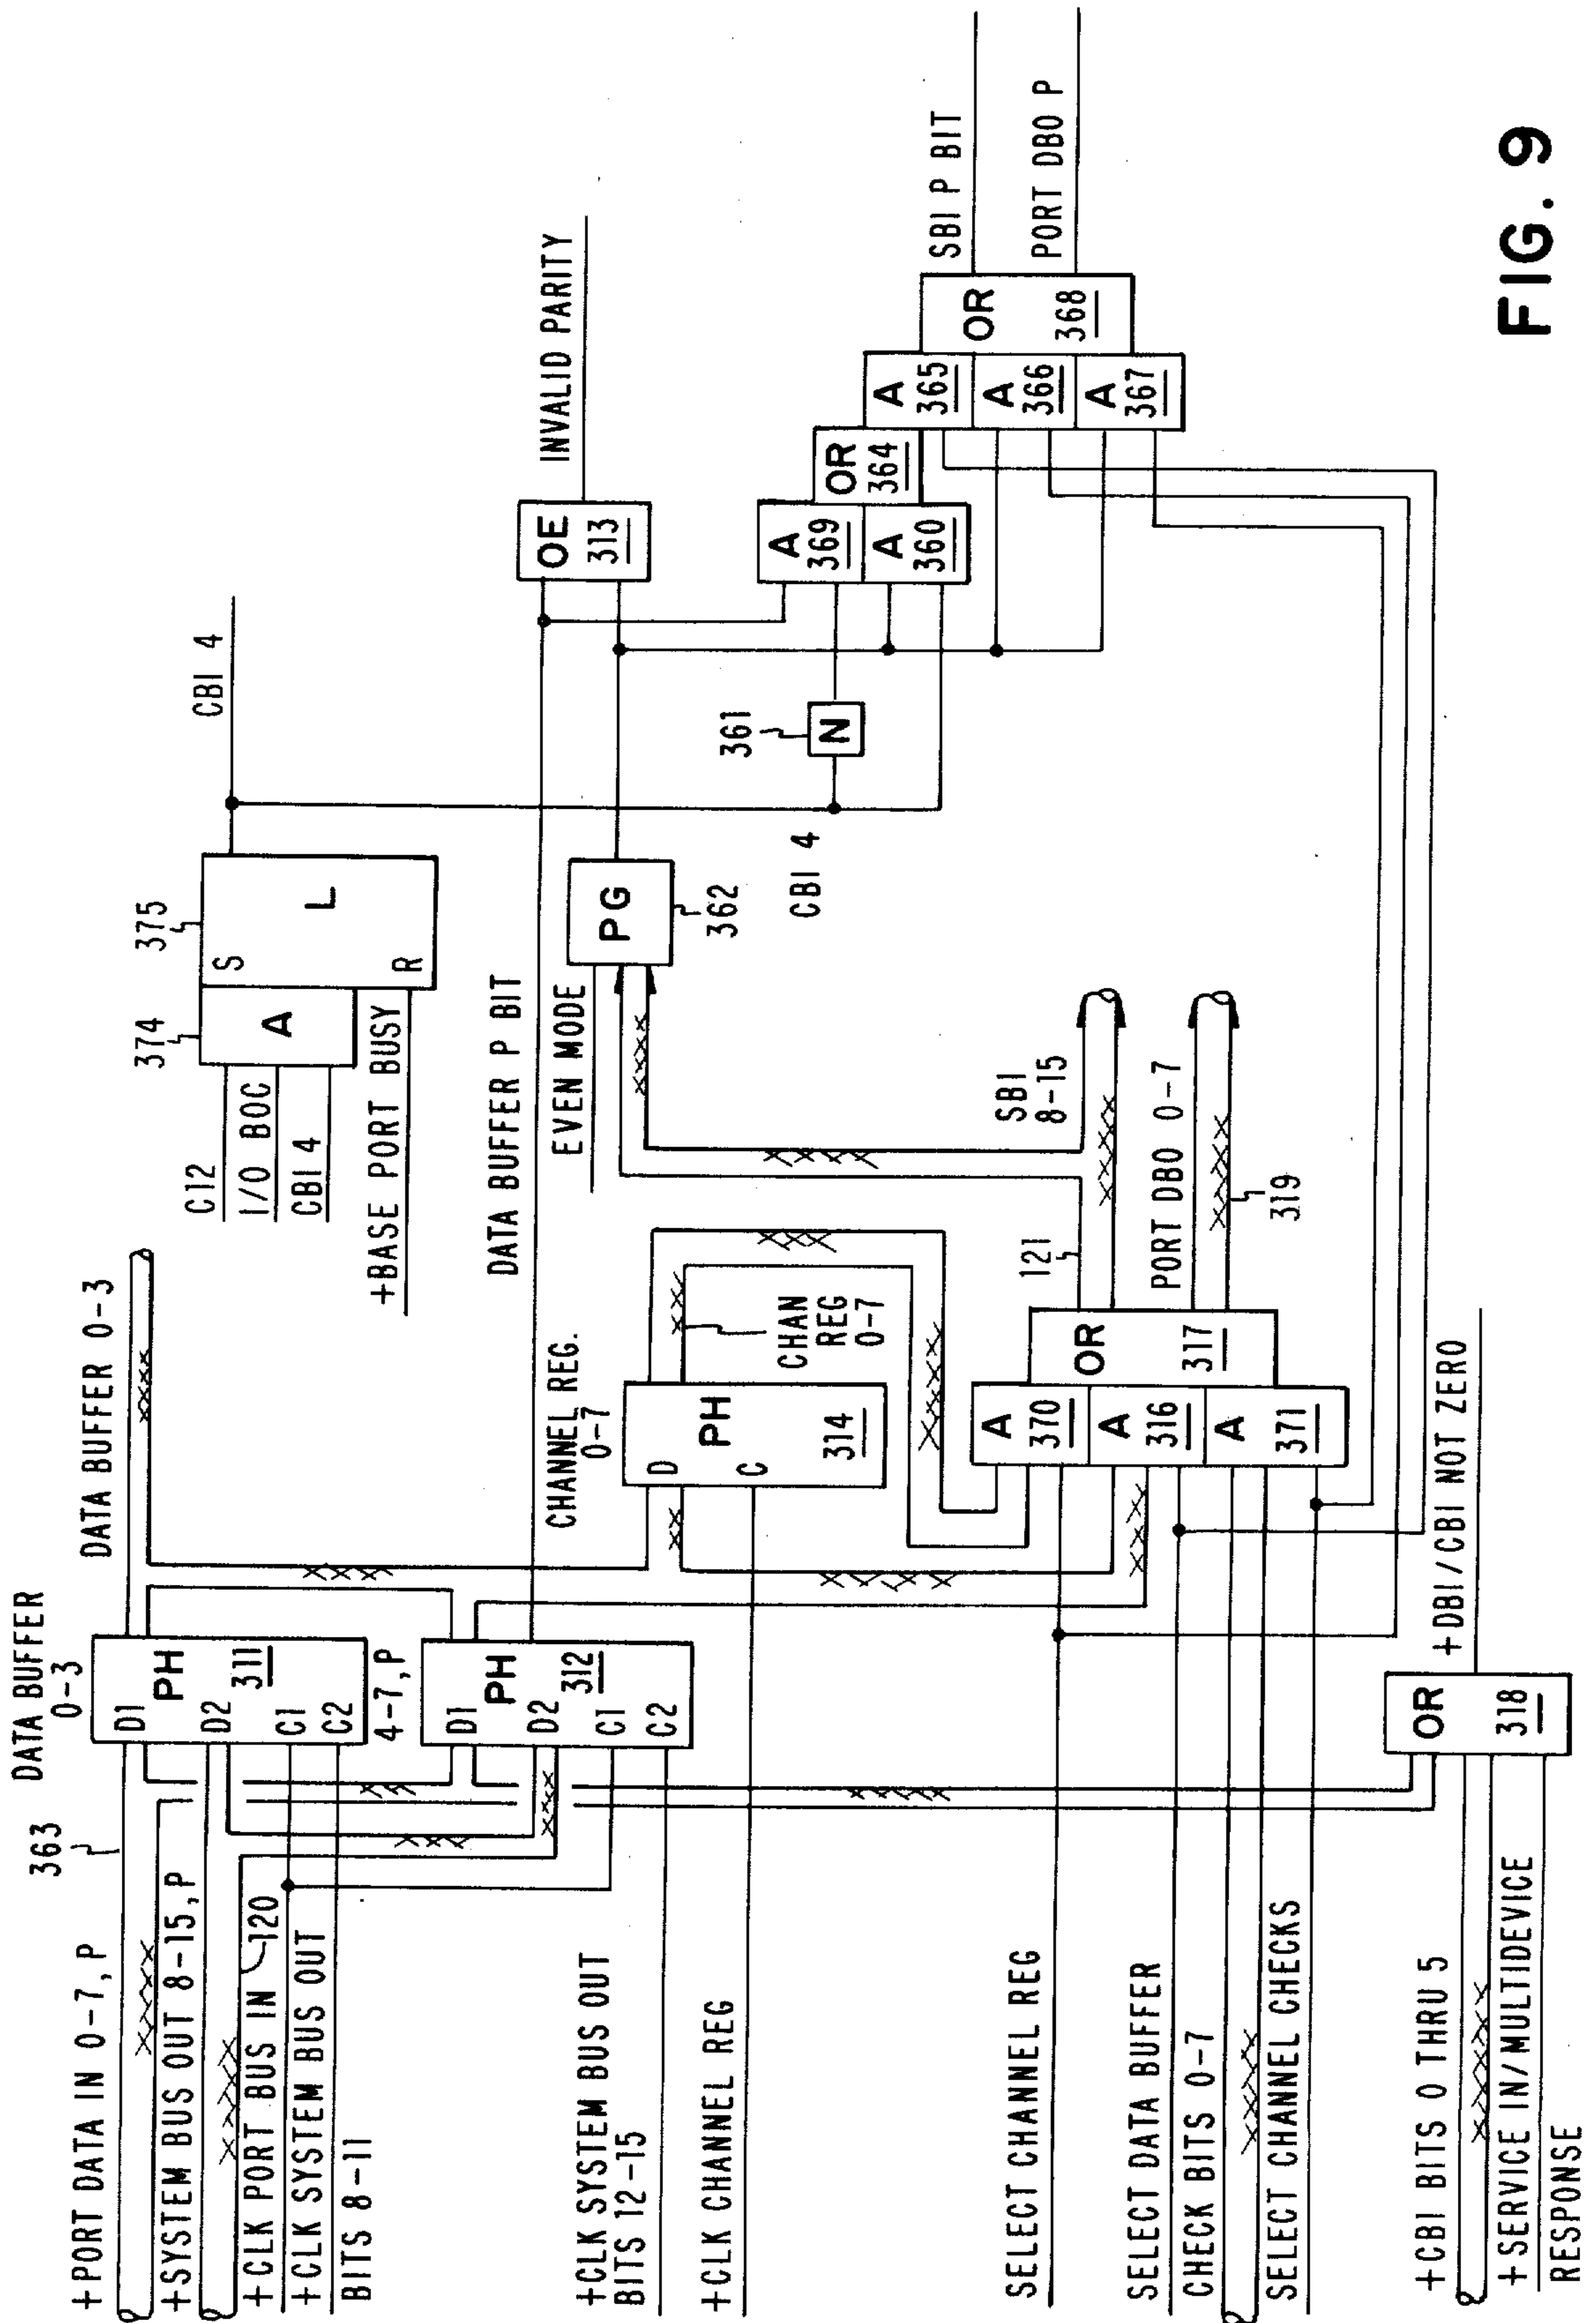 +PORT DATA IN 0-7, P
+SYSTEM BUS OUT 8-15, P
+CLK PORT BUS IN
120
+CLK SYSTEM BUS OUT
BITS 8-11
+CLK SYSTEM BUS OUT
BITS 12-15
+CLK CHANNEL REG
SELECT CHANNEL REG
SELECT DATA BUFFER
CHECK BITS 0-7
SELECT CHANNEL CHECKS
+CBI BITS 0 THRU 5
+SERVICE IN/MULTIDEVICE
RESPONSE
363
DATA BUFFER
0-3
D1
PH
D2
311
C1
C2
4-7, P
D1
PH
D2
312
C1
C2
OR
318
+DBI/CBI NOT ZERO
DATA BUFFER 0-3
CHANNEL REG.
0-7
D
PH
C
314
CHAN
REG
0-7
A
370
A
316
A
371
OR
317
121
SBI
8-15
PORT DBO 0-7
319
C12
I/O BOC
CBI 4
+BASE PORT BUSY
374
A
375
S
L
R
CBI 4
DATA BUFFER P BIT
EVEN MODE
PG
362
CBI 4
361
N
OE
313
INVALID PARITY
A
369
A
360
OR
364
A
365
A
366
A
367
OR
368
SBI P BIT
PORT DBO P
FIG. 9